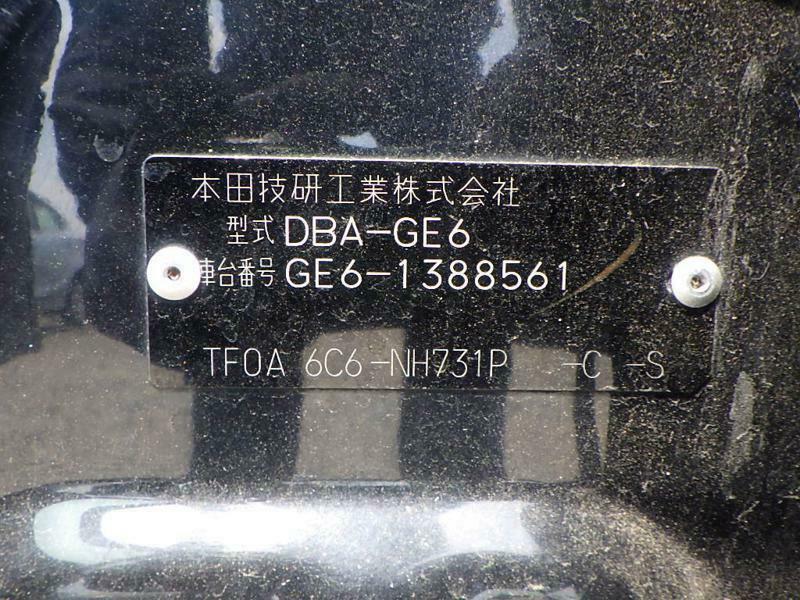 本田技研工業株式会社
型式 DBA-GE6
車台番号 GE6-1388561
TF0A 6C6-NH731P -C -S